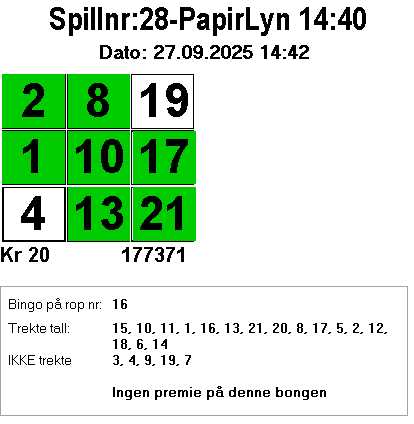 Spillnr:28-PapirLyn 14:40
Dato: 27.09.2025 14:42
2 8 19
1 10 17
4 13 21
Kr 20 177371
Bingo på rop nr: 16
Trekte tall: 15, 10, 11, 1, 16, 13, 21, 20, 8, 17, 5, 2, 12,
18, 6, 14
IKKE trekte 3, 4, 9, 19, 7
Ingen premie på denne bongen